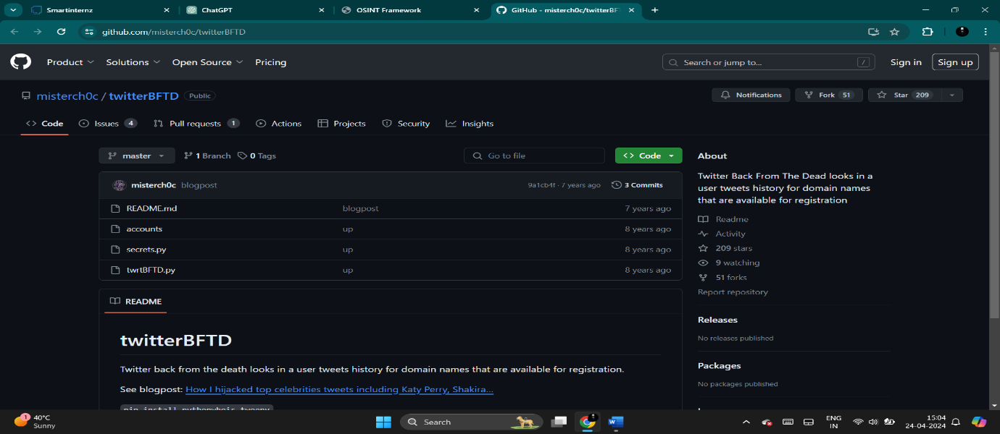 Smartinternz
ChatGPT
OSINT Framework
GitHub - misterch0c/twitterBFT
github.com/misterch0c/twitterBFTD
Product Solutions Open Source Pricing
Search or jump to... /
Sign in Sign up
misterch0c / twitterBFTD Public
Notifications Fork 51 Star 209
Code Issues 4 Pull requests 1 Actions Projects Security Insights
master 1 Branch 0 Tags Go to file Code
misterch0c blogpost 9a1cb4f · 7 years ago 3 Commits
README.md blogpost 7 years ago
accounts up 8 years ago
secrets.py up 8 years ago
twrtBFTD.py up 8 years ago
README
twitterBFTD
Twitter back from the death looks in a user tweets history for domain names that are available for registration.
See blogpost: How I hijacked top celebrities tweets including Katy Perry, Shakira...
pip install pythonwhois tweepy
About
Twitter Back From The Dead looks in a
user tweets history for domain names
that are available for registration
Readme
Activity
209 stars
9 watching
51 forks
Report repository
Releases
No releases published
Packages
No packages published
1
40°C
Sunny
Search
ENG
IN
15:04
24-04-2024